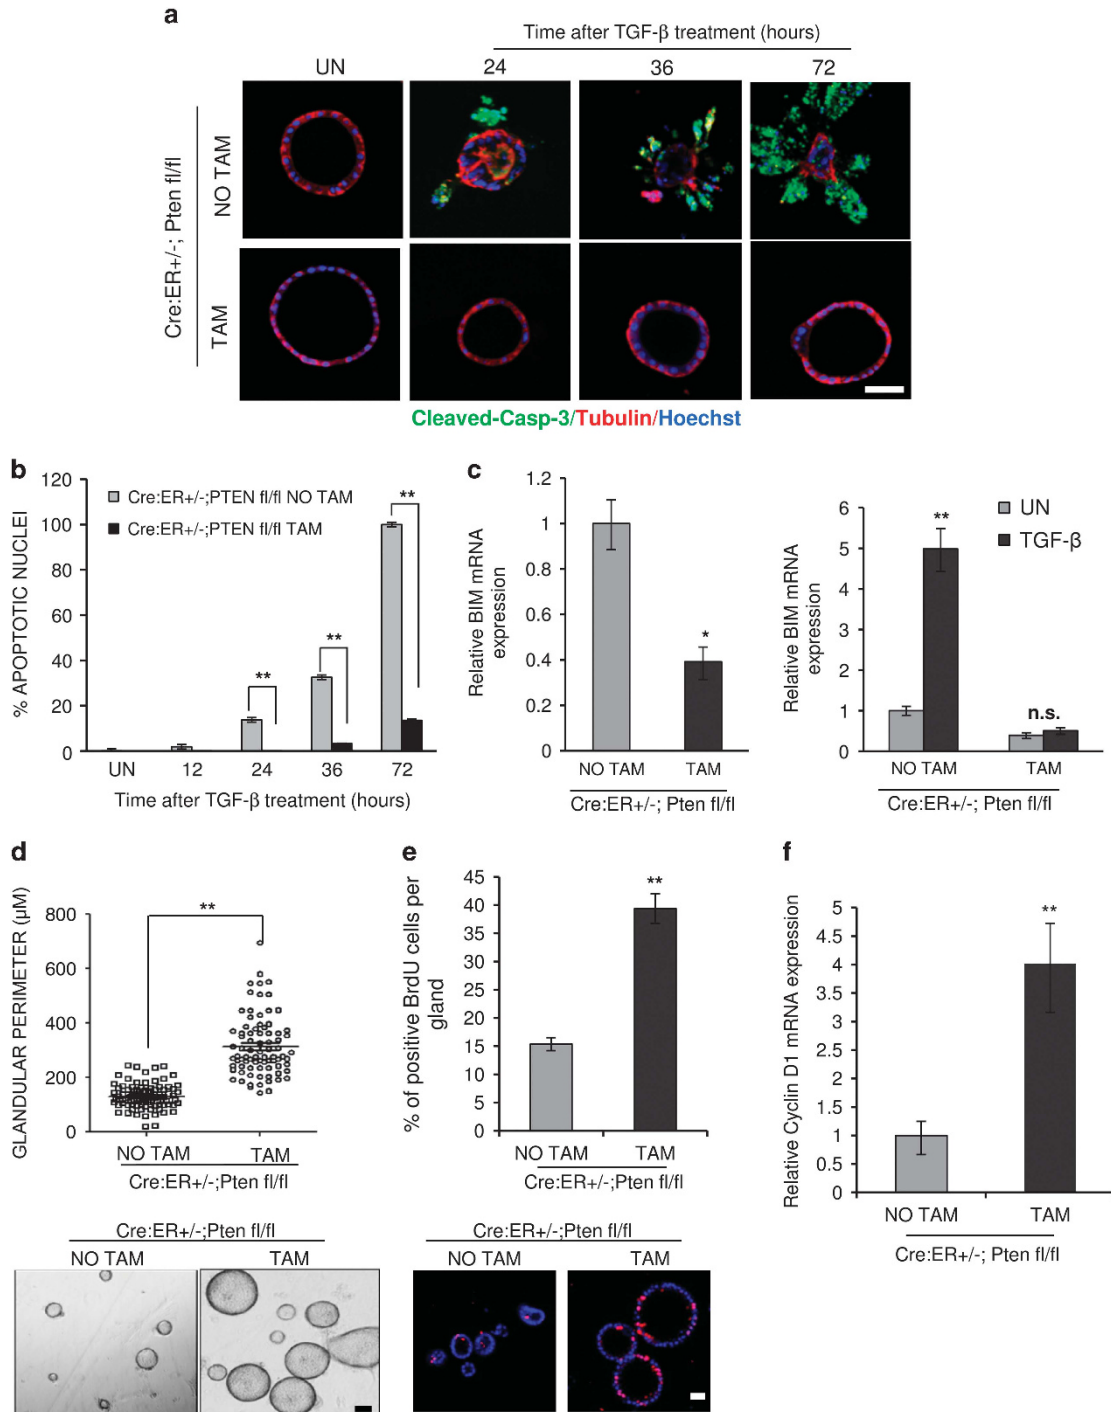 a
Time after TGF-β treatment (hours)
UN 24 36 72
Cre:ER+/-; Pten fl/fl
NO TAM
TAM
Cleaved-Casp-3/Tubulin/Hoechst
b
% APOPTOTIC NUCLEI
120
100
80
60
40
20
0
Cre:ER+/-;PTEN fl/fl NO TAM
Cre:ER+/-;PTEN fl/fl TAM
** ** **
UN 12 24 36 72
Time after TGF-β treatment (hours)
c
Relative BIM mRNA
expression
1.2
1
0.8
0.6
0.4
0.2
0
*
NO TAM TAM
Cre:ER+/-; Pten fl/fl
Relative BIM mRNA
expression
6
5
4
3
2
1
0
**
n.s.
UN
TGF-β
NO TAM TAM
Cre:ER+/-; Pten fl/fl
d
GLANDULAR PERIMETER (µM)
800
600
400
200
0
**
NO TAM TAM
Cre:ER+/-;Pten fl/fl
Cre:ER+/-;Pten fl/fl
NO TAM TAM
e
% of positive BrdU cells per
gland
45
40
35
30
25
20
15
10
5
0
**
NO TAM TAM
Cre:ER+/-;Pten fl/fl
Cre:ER+/-;Pten fl/fl
NO TAM TAM
f
Relative Cyclin D1 mRNA expression
5
4.5
4
3.5
3
2.5
2
1.5
1
0.5
0
**
NO TAM TAM
Cre:ER+/-; Pten fl/fl